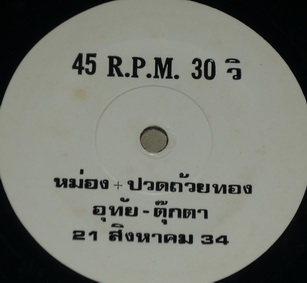 45 R.P.M. 30 วิ
หม่อง + ปวดถ้วยทอง
อุทัย - ตุ๊กตา
21 สิงหาคม 34